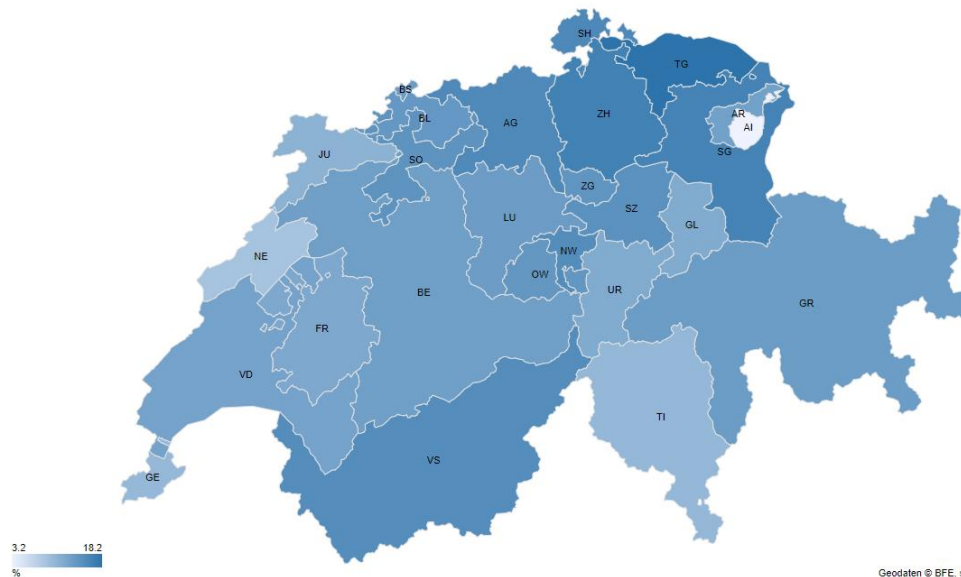 SH
TG
BS
BL
AG
ZH
AR
AI
SG
JU
SO
ZG
SZ
LU
GL
NE
NW
OW
UR
BE
GR
FR
VD
TI
VS
GE
3.2 18.2
%
Geodaten © BFE, s